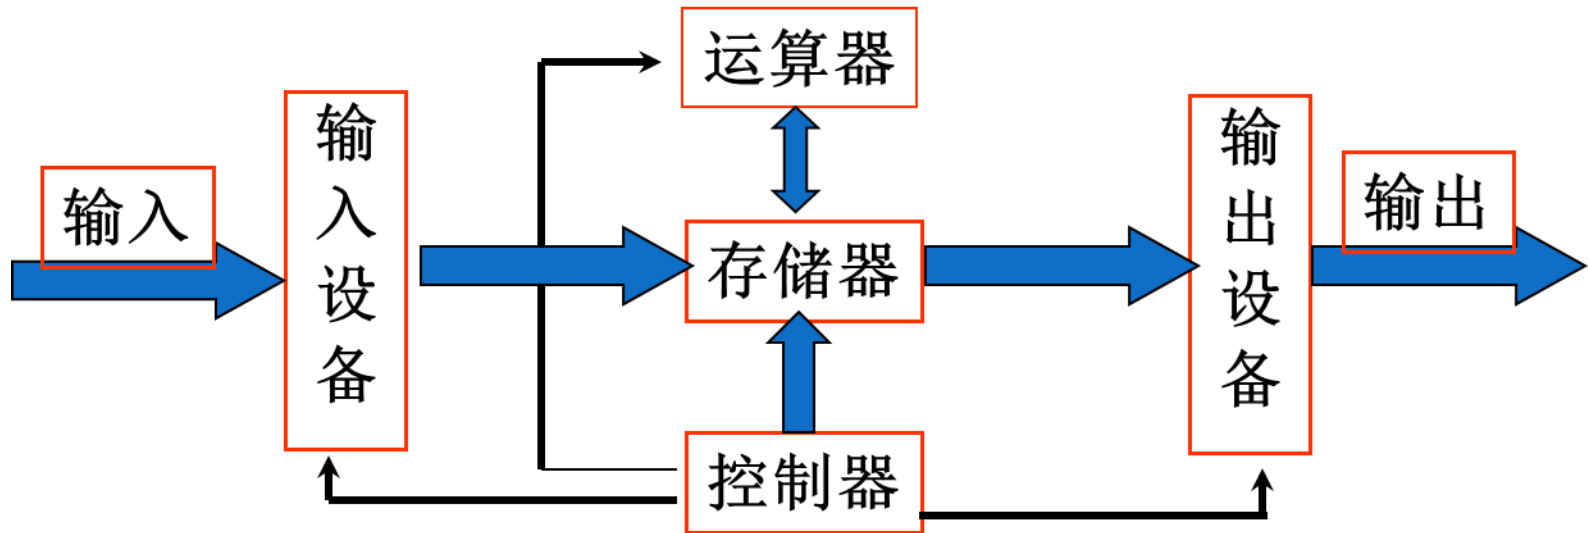 运算器
输入
输入设备
存储器
控制器
输出设备
输出